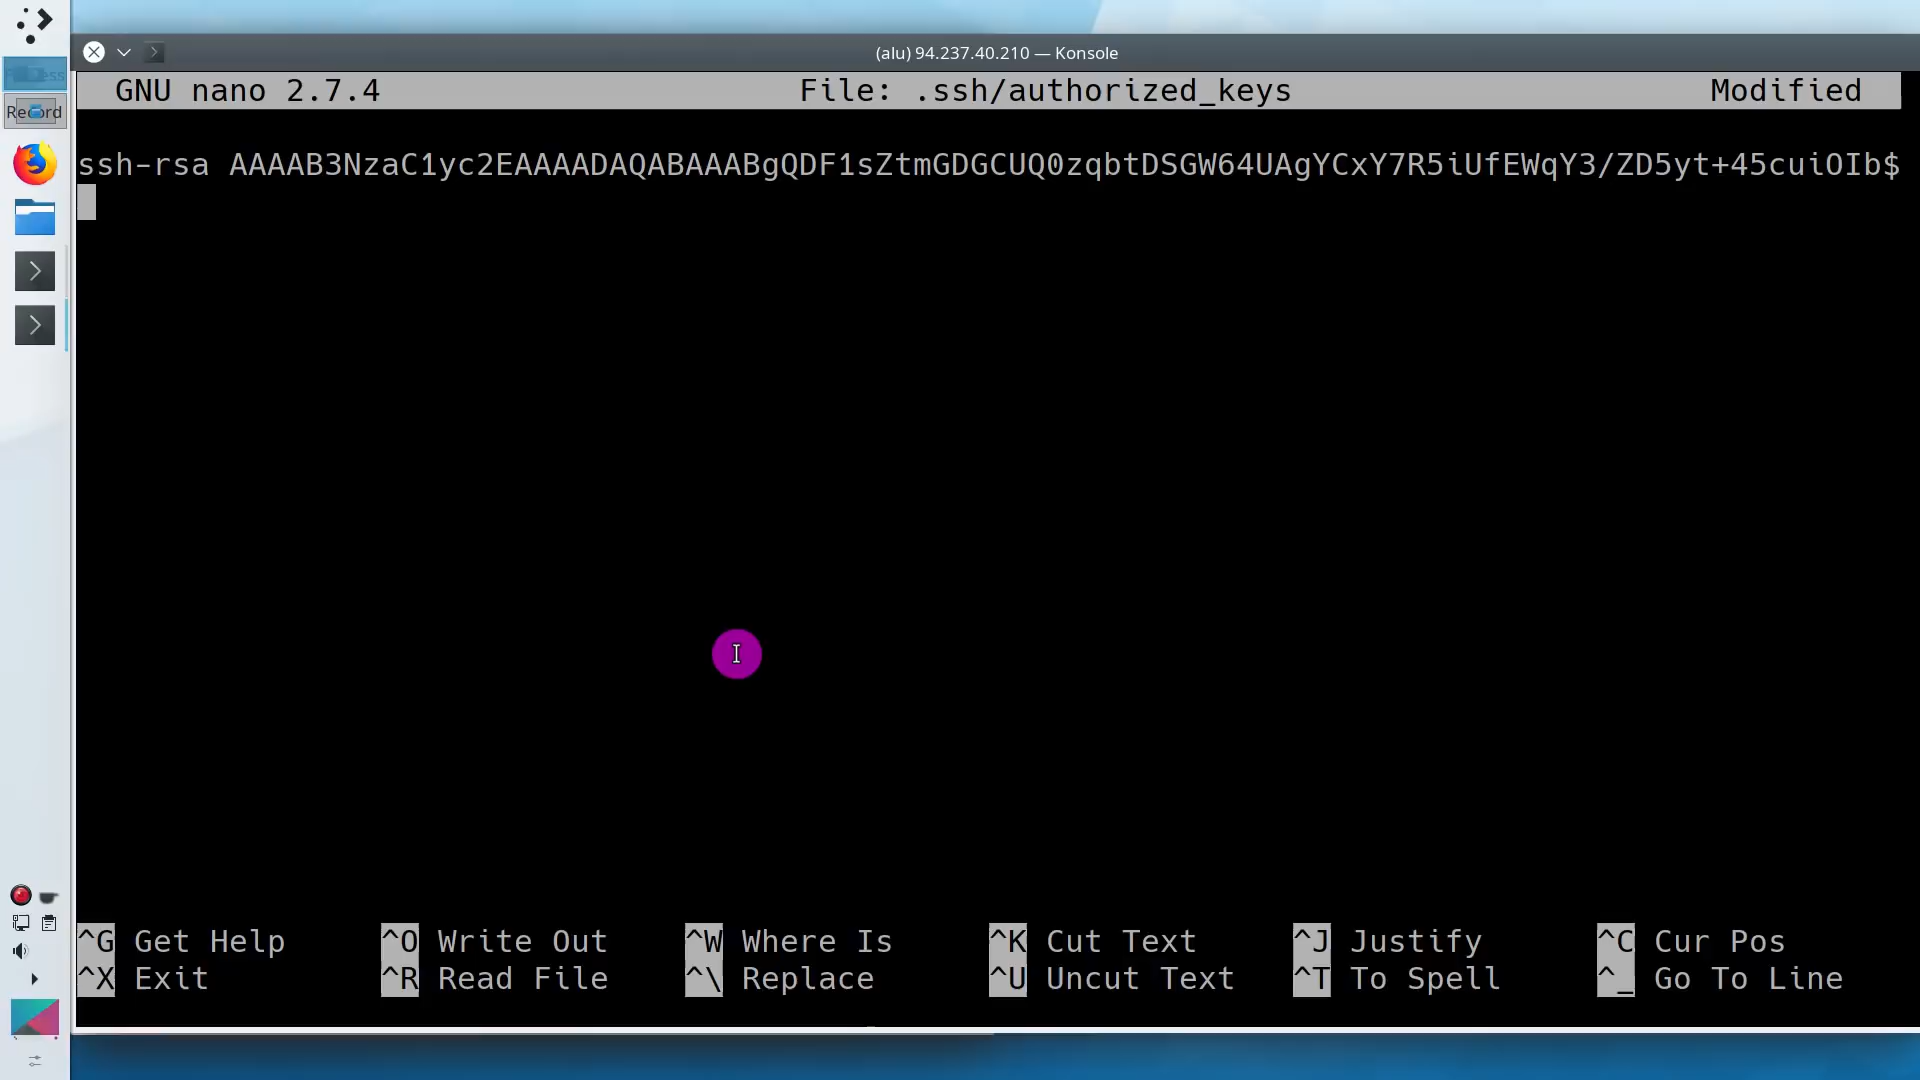 (alu) 94.237.40.210 — Konsole
GNU nano 2.7.4 File: .ssh/authorized_keys Modified
ssh-rsa AAAAB3NzaC1yc2EAAAADAQABAAABgQDF1sZtmGDGCUQ0zqbtDSGW64UAgYCxY7R5iUfEWqY3/ZD5yt+45cuiOIb$
Record
^G Get Help ^O Write Out ^W Where Is ^K Cut Text ^J Justify ^C Cur Pos
^X Exit ^R Read File ^\ Replace ^U Uncut Text ^T To Spell ^_ Go To Line